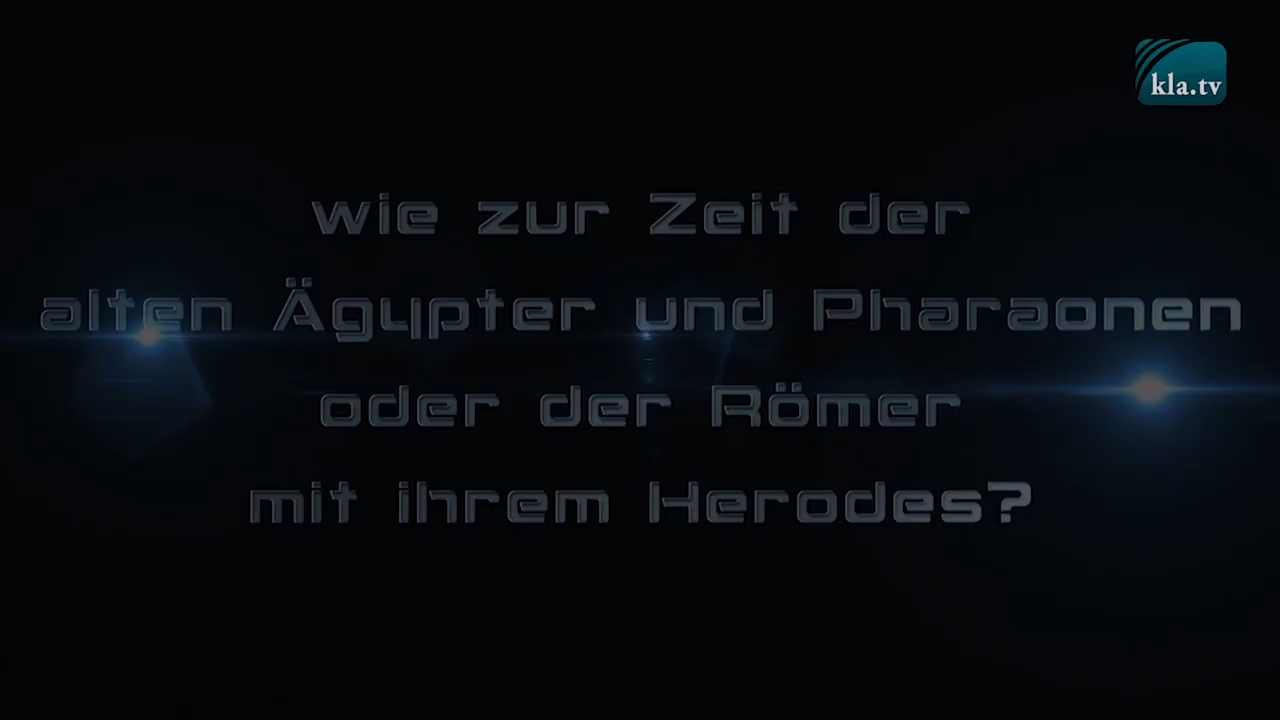 kla.tv
wie zur Zeit der
alten Ägypter und Pharaonen
oder der Römer
mit ihrem Herodes?